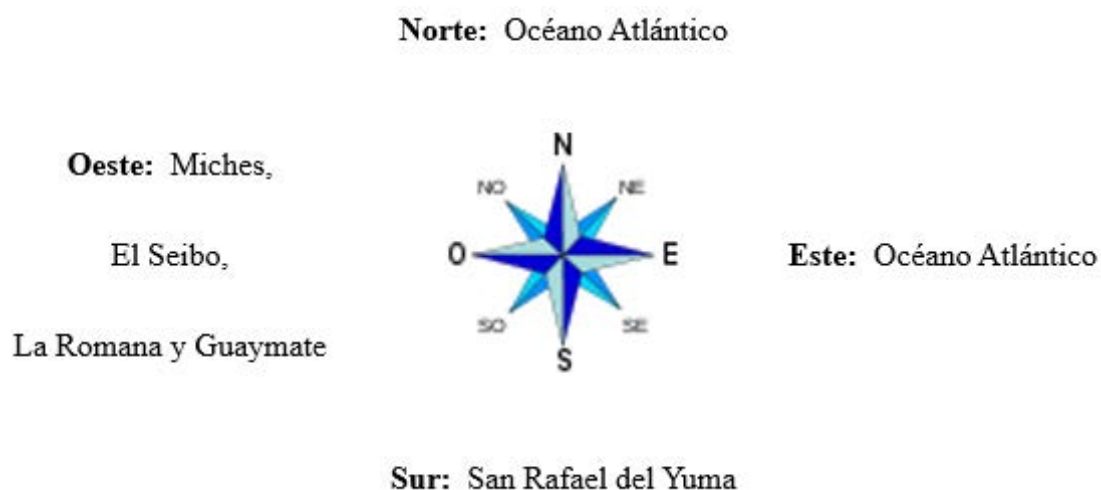 Norte: Océano Atlántico
Oeste: Miches,
El Seibo,
La Romana y Guaymate
N
NO
NE
O
E
SO
SE
S
Este: Océano Atlántico
Sur: San Rafael del Yuma